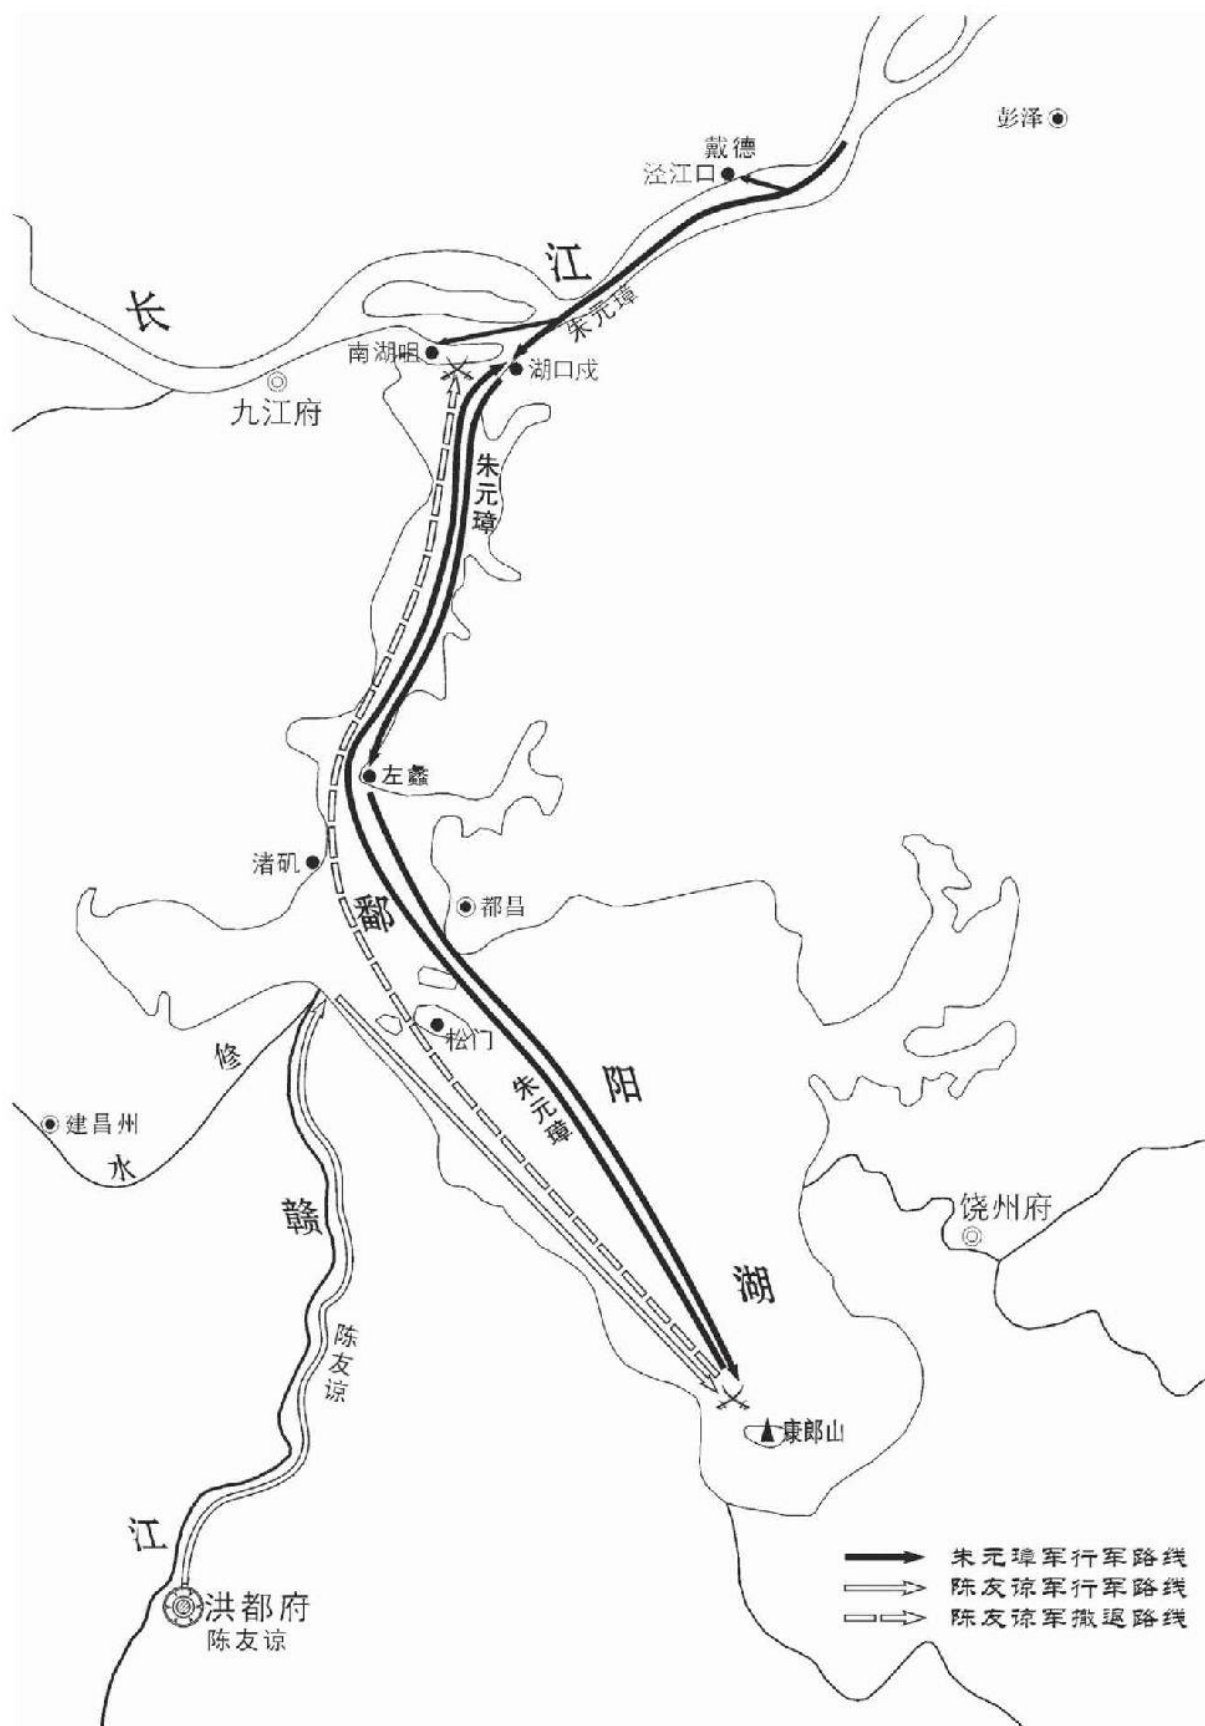 彭泽
戴德
泾江口
长江
朱元璋
南湖咀
湖口戍
九江府
朱元璋
左蠡
渚矶
都昌
鄱阳湖
松门
朱元璋
修水
建昌州
赣江
饶州府
陈友谅
康郎山
洪都府
陈友谅
朱元璋军行军路线
陈友谅军行军路线
陈友谅军撤退路线